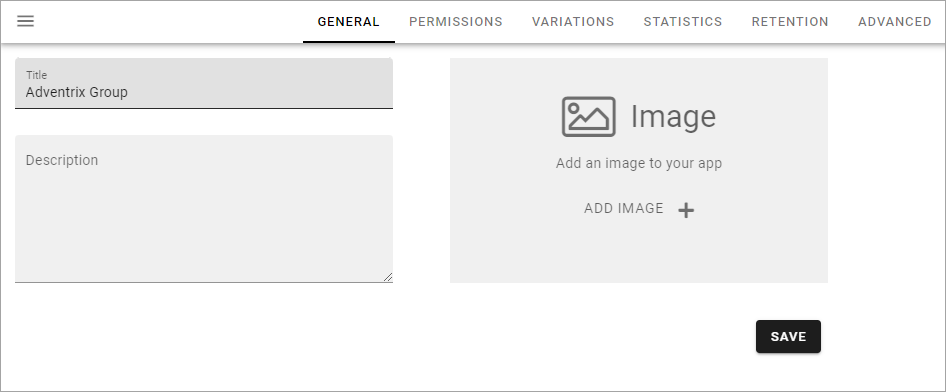 GENERAL PERMISSIONS VARIATIONS STATISTICS RETENTION ADVANCED
Title
Adventrix Group
Description
Image
Add an image to your app
ADD IMAGE
SAVE